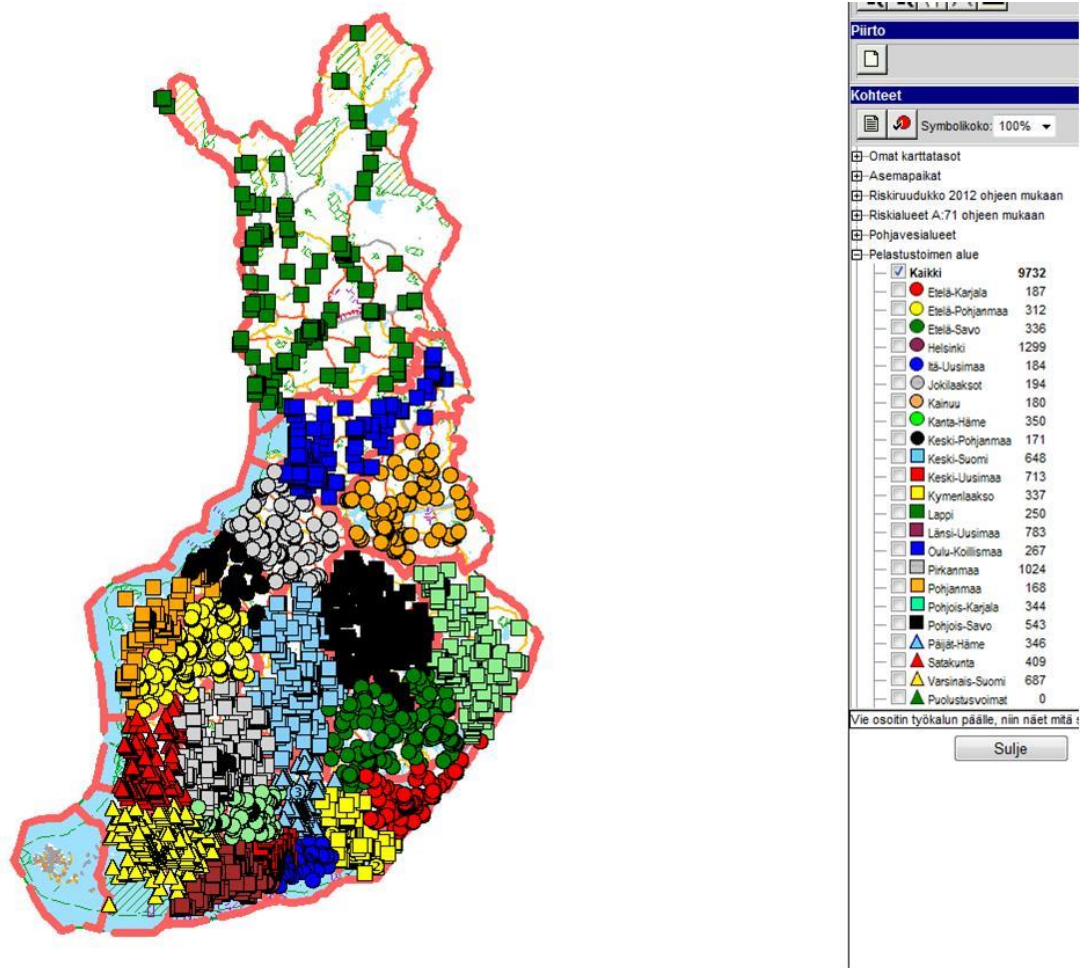 Piirto
Kohteet
Symbolikoko: 100%
Omat karttatasot
Asemapaikat
Riskiruudukko 2012 ohjeen mukaan
Riskialueet A:71 ohjeen mukaan
Pohjavesialueet
Pelastustoimen alue
Kaikki 9732
Etelä-Karjala 187
Etelä-Pohjanmaa 312
Etelä-Savo 336
Helsinki 1299
Itä-Uusimaa 184
Jokilaaksot 194
Kainuu 180
Kanta-Häme 350
Keski-Pohjanmaa 171
Keski-Suomi 648
Keski-Uusimaa 713
Kymenlaakso 337
Lappi 250
Länsi-Uusimaa 783
Oulu-Koillismaa 267
Pirkanmaa 1024
Pohjanmaa 168
Pohjois-Karjala 344
Pohjois-Savo 543
Päijät-Häme 346
Satakunta 409
Varsinais-Suomi 687
Puolustusvoimat 0
Vie osoitin työkalun päälle, niin näet mitä s
Sulje
3